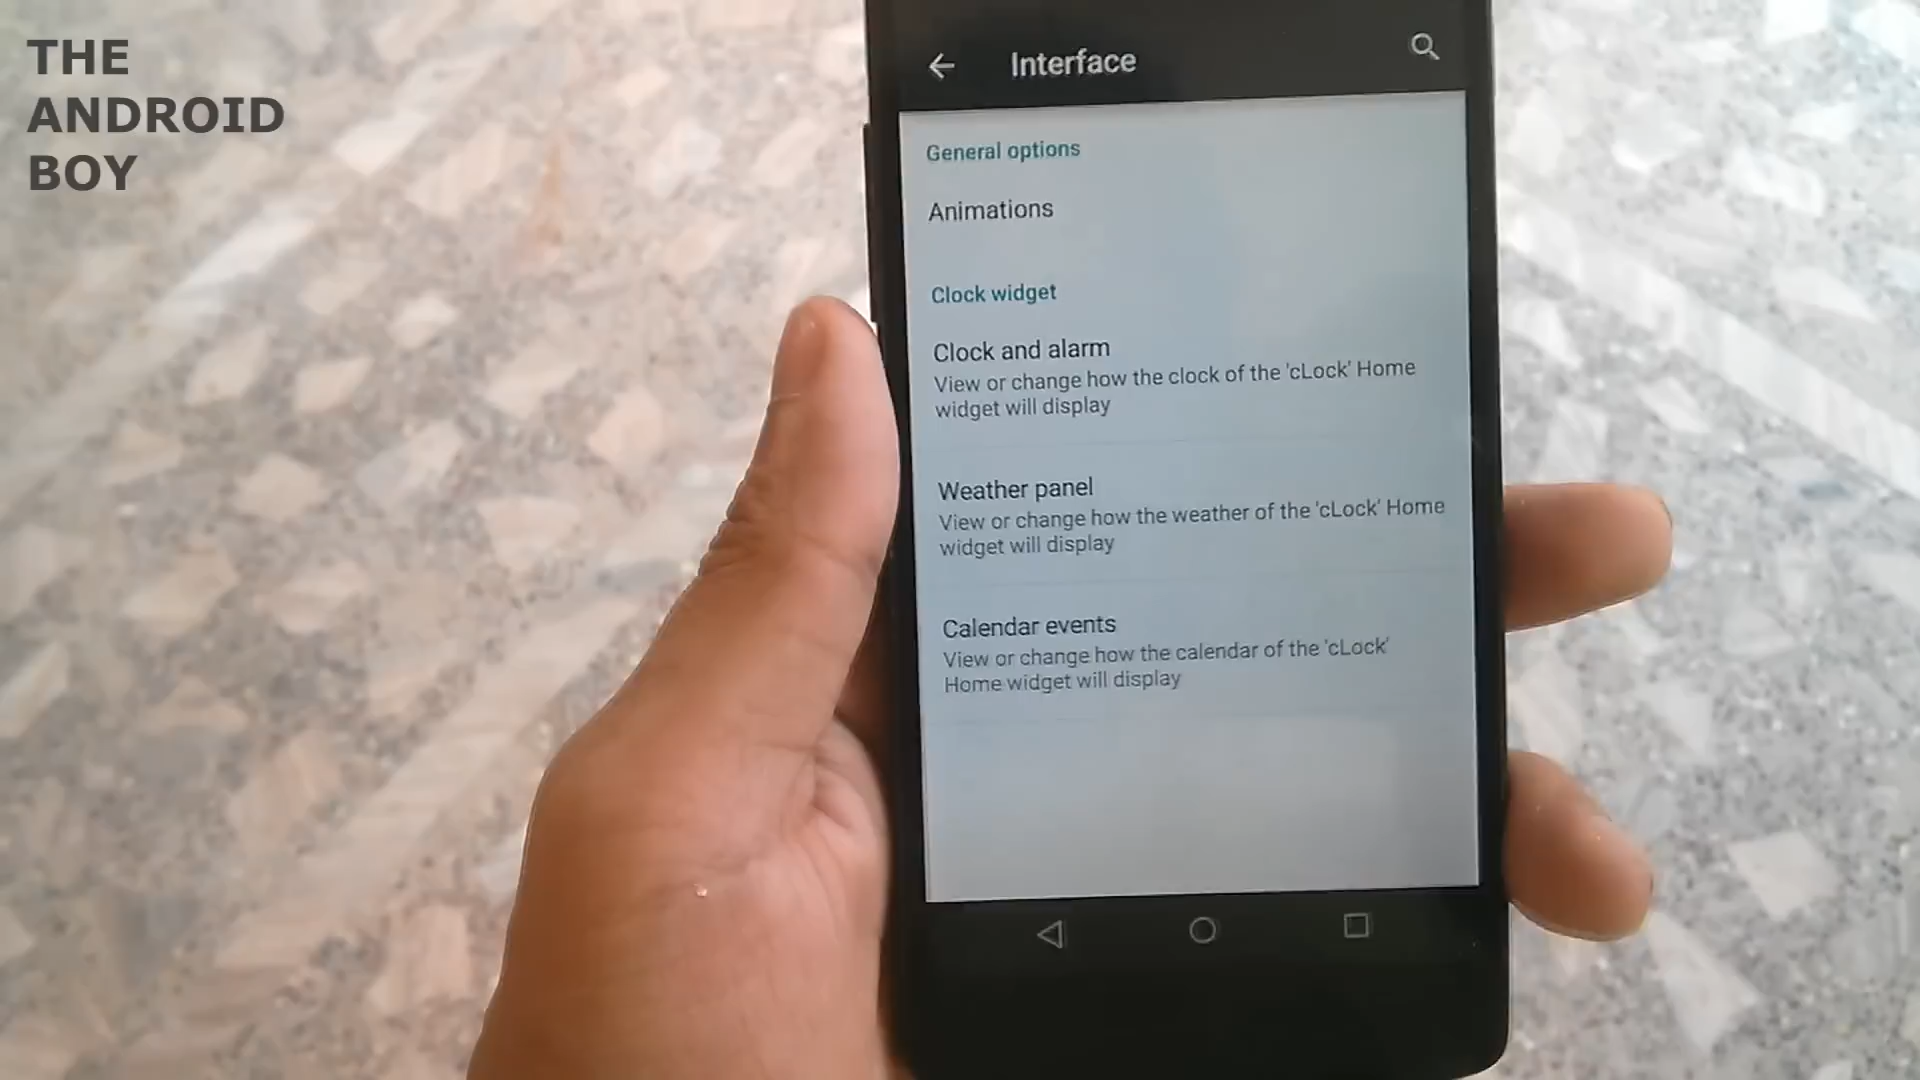 THE
ANDROID
BOY
Interface
General options
Animations
Clock widget
Clock and alarm
View or change how the clock of the 'cLock' Home
widget will display
Weather panel
View or change how the weather of the 'cLock' Home
widget will display
Calendar events
View or change how the calendar of the 'cLock'
Home widget will display